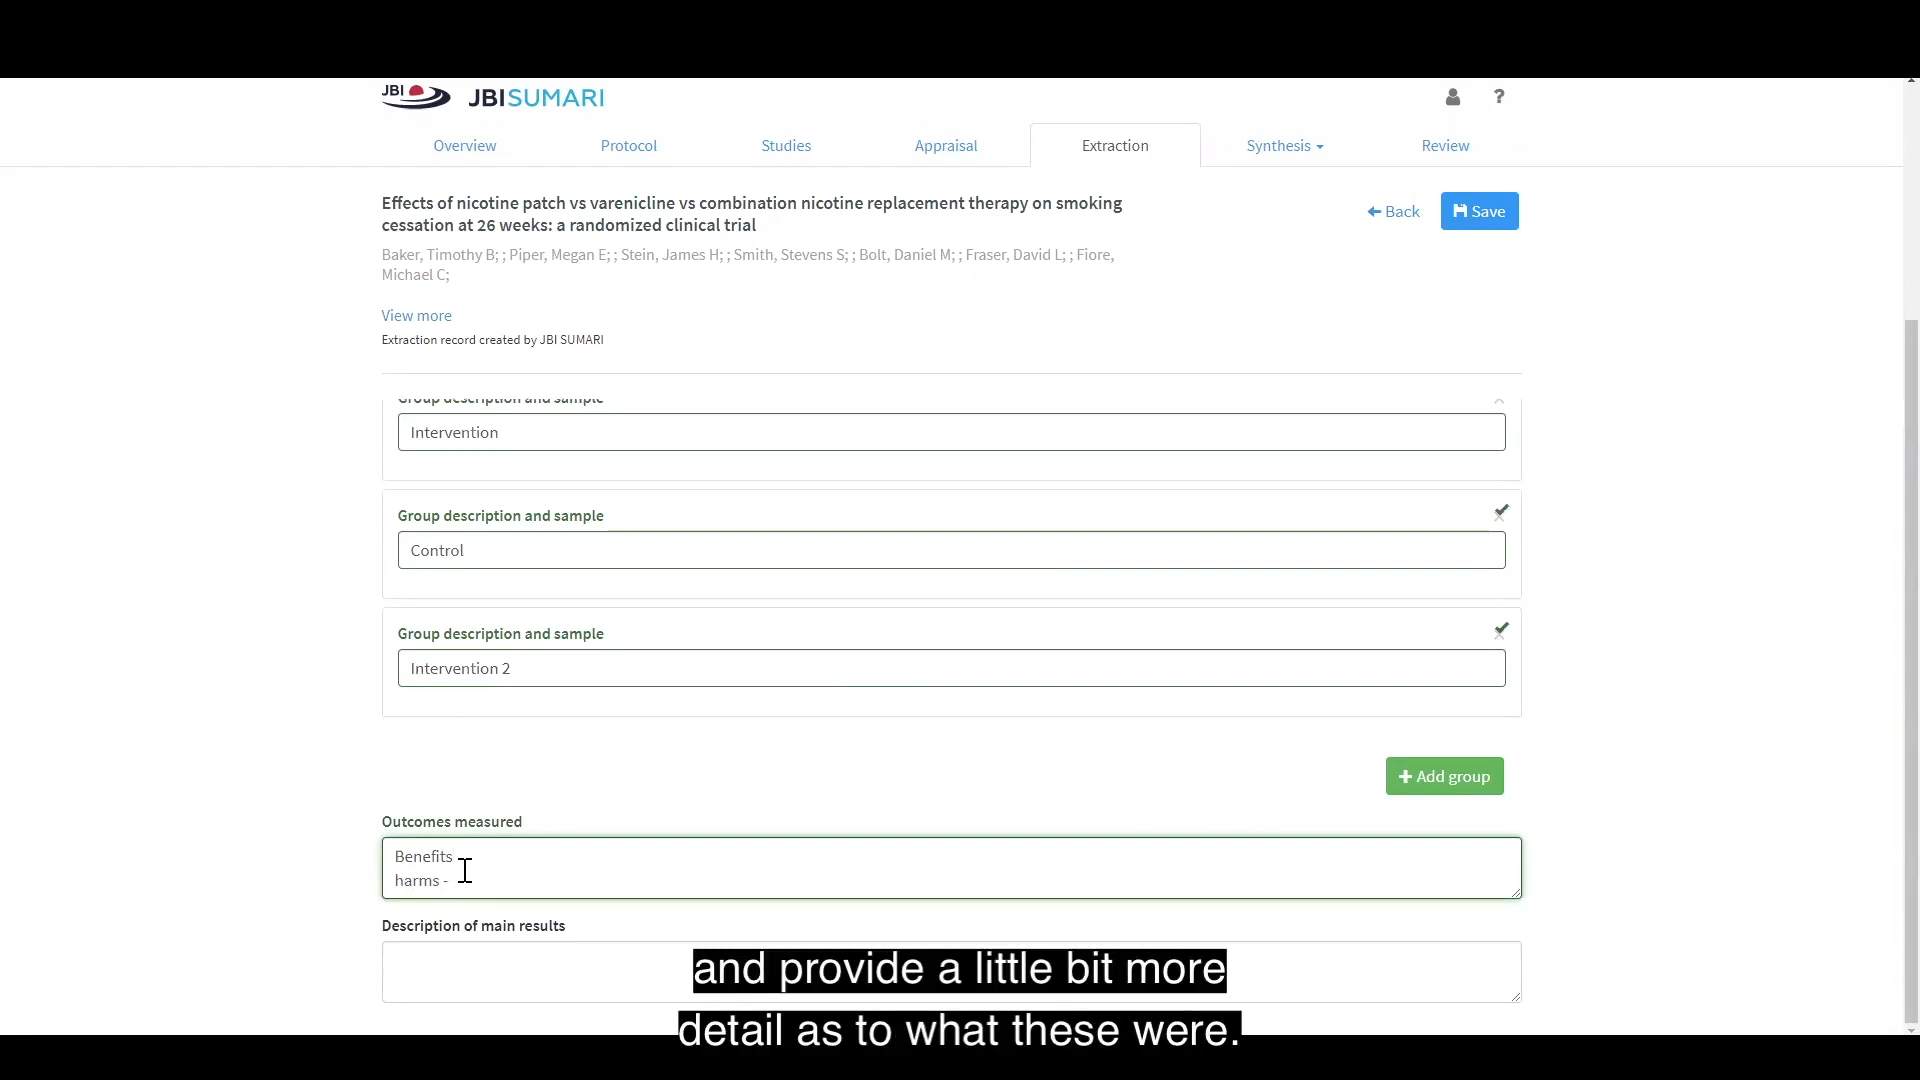 JBI JBISUMARI ?
Overview Protocol Studies Appraisal Extraction Synthesis Review
Effects of nicotine patch vs varenicline vs combination nicotine replacement therapy on smoking
cessation at 26 weeks: a randomized clinical trial
Back Save
Baker, Timothy B; ; Piper, Megan E; ; Stein, James H; ; Smith, Stevens S; ; Bolt, Daniel M; ; Fraser, David L; ; Fiore,
Michael C;
View more
Extraction record created by JBI SUMARI
Group description and sample
Intervention
Group description and sample
Control
Group description and sample
Intervention 2
+ Add group
Outcomes measured
Benefits
harms -
Description of main results
and provide a little bit more
detail as to what these were.